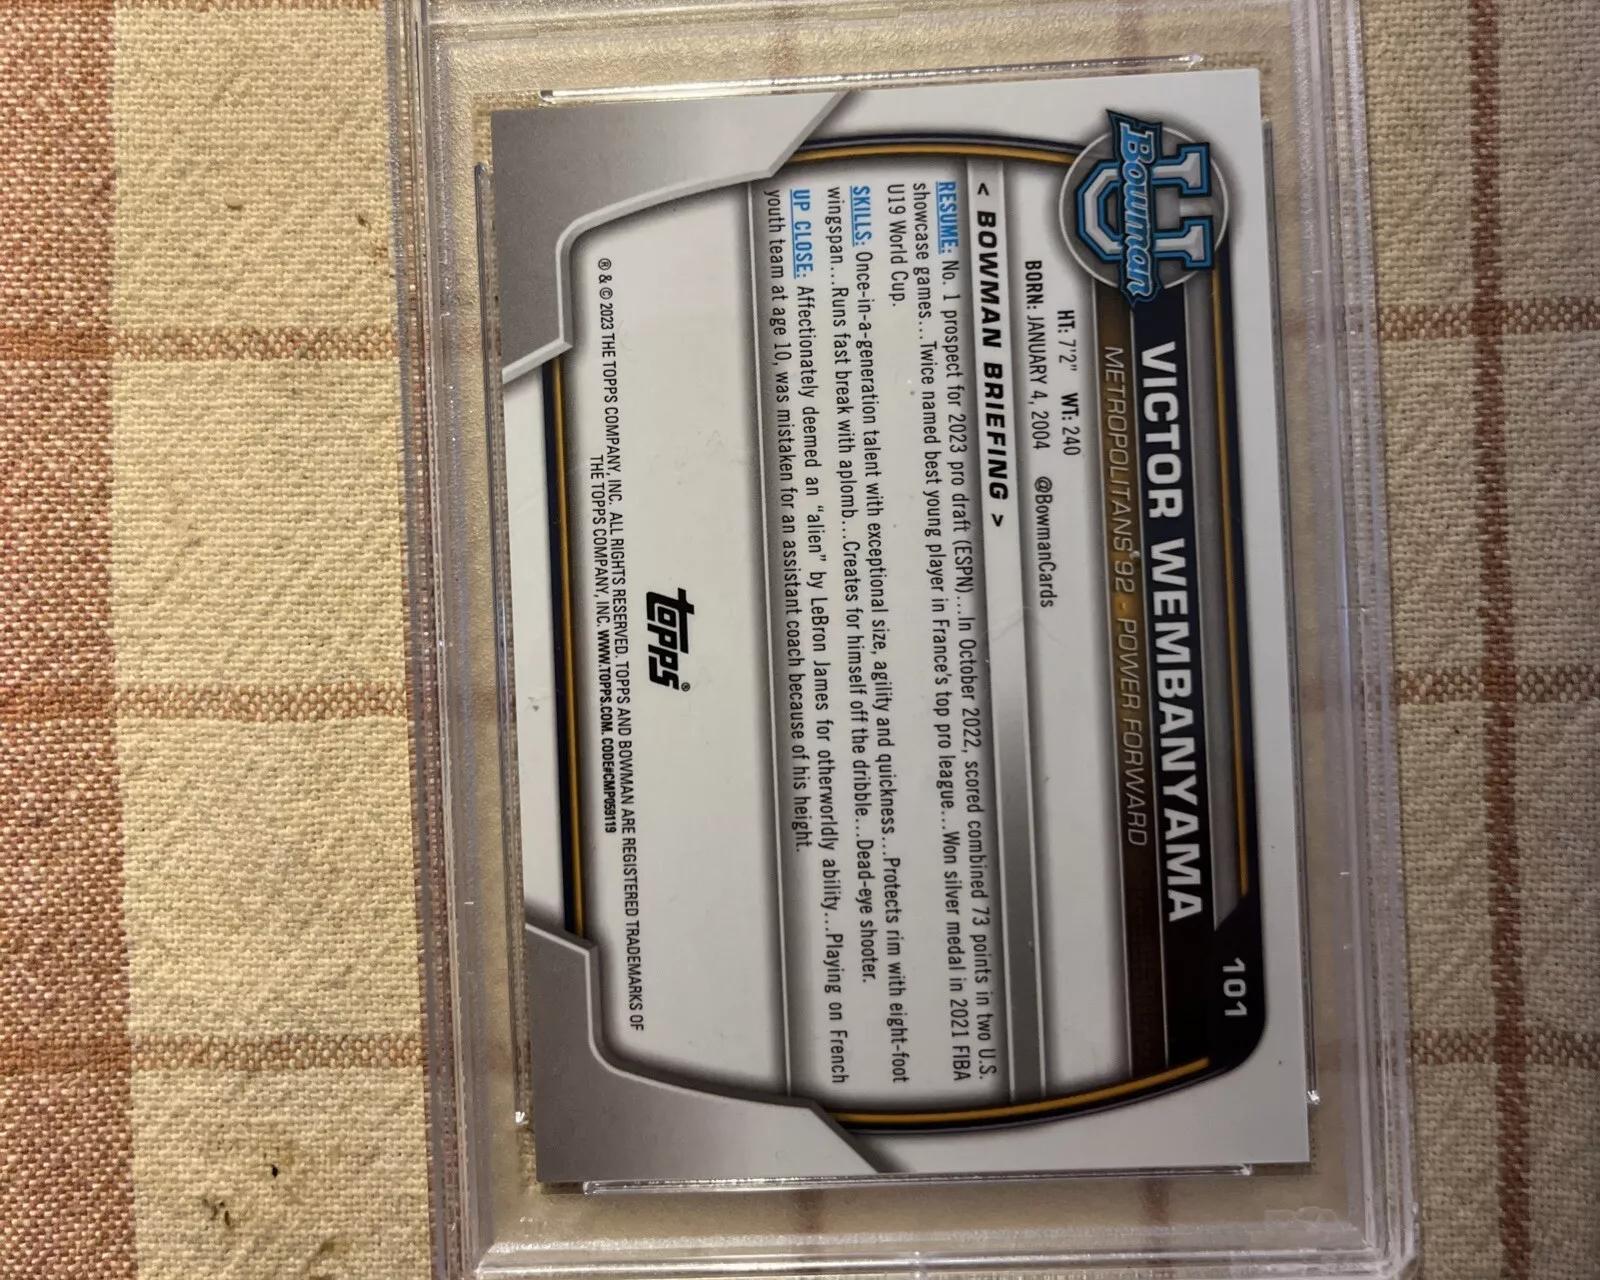 Bowman U
101
VICTOR WEMBANYAMA
METROPOLITANS 92 - POWER FORWARD
HT: 7'2" WT: 240
BORN: JANUARY 4, 2004 @BowmanCards
< BOWMAN BRIEFING >
RESUME: No. 1 prospect for 2023 pro draft (ESPN)...In October 2022, scored combined 73 points in two U.S.
showcase games...Twice named best young player in France's top pro league...Won silver medal in 2021 FIBA
U19 World Cup.
SKILLS: Once-in-a-generation talent with exceptional size, agility and quickness...Protects rim with eight-foot
wingspan...Runs fast break with aplomb...Creates for himself off the dribble...Dead-eye shooter.
UP CLOSE: Affectionately deemed an "alien" by LeBron James for otherworldly ability...Playing on French
youth team at age 10, was mistaken for an assistant coach because of his height.
topps®
® & © 2023 THE TOPPS COMPANY, INC. ALL RIGHTS RESERVED. TOPPS AND BOWMAN ARE REGISTERED TRADEMARKS OF
THE TOPPS COMPANY, INC. WWW.TOPPS.COM. CODE#CMP059119